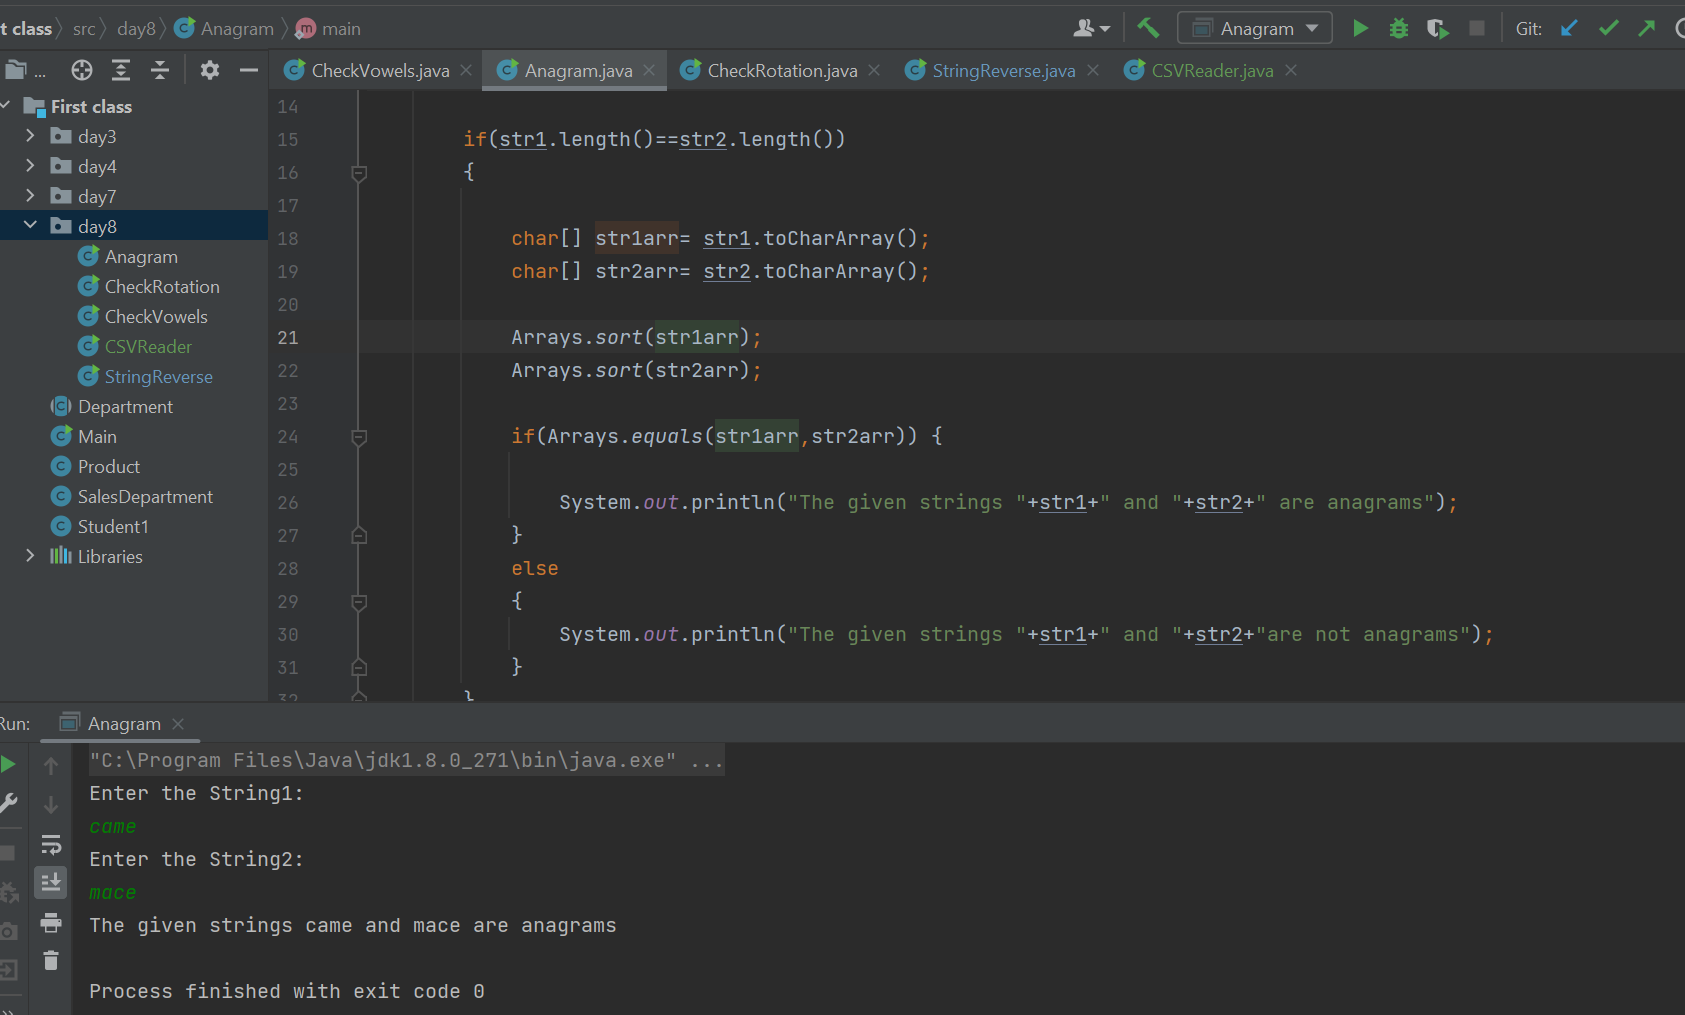 rt class src day8 Anagram main
Anagram Git:
... CheckVowels.java Anagram.java CheckRotation.java StringReverse.java CSVReader.java
First class
day3
day4
day7
day8
Anagram
CheckRotation
CheckVowels
CSVReader
StringReverse
Department
Main
Product
SalesDepartment
Student1
Libraries
14
15 if(str1.length()==str2.length())
16 {
17
18 char[] str1arr= str1.toCharArray();
19 char[] str2arr= str2.toCharArray();
20
21 Arrays.sort(str1arr);
22 Arrays.sort(str2arr);
23
24 if(Arrays.equals(str1arr,str2arr)) {
25
26 System.out.println("The given strings "+str1+" and "+str2+" are anagrams");
27 }
28 else
29 {
30 System.out.println("The given strings "+str1+" and "+str2+"are not anagrams");
31 }
32 }
Run: Anagram
"C:\Program Files\Java\jdk1.8.0_271\bin\java.exe" ...
Enter the String1:
came
Enter the String2:
mace
The given strings came and mace are anagrams
Process finished with exit code 0